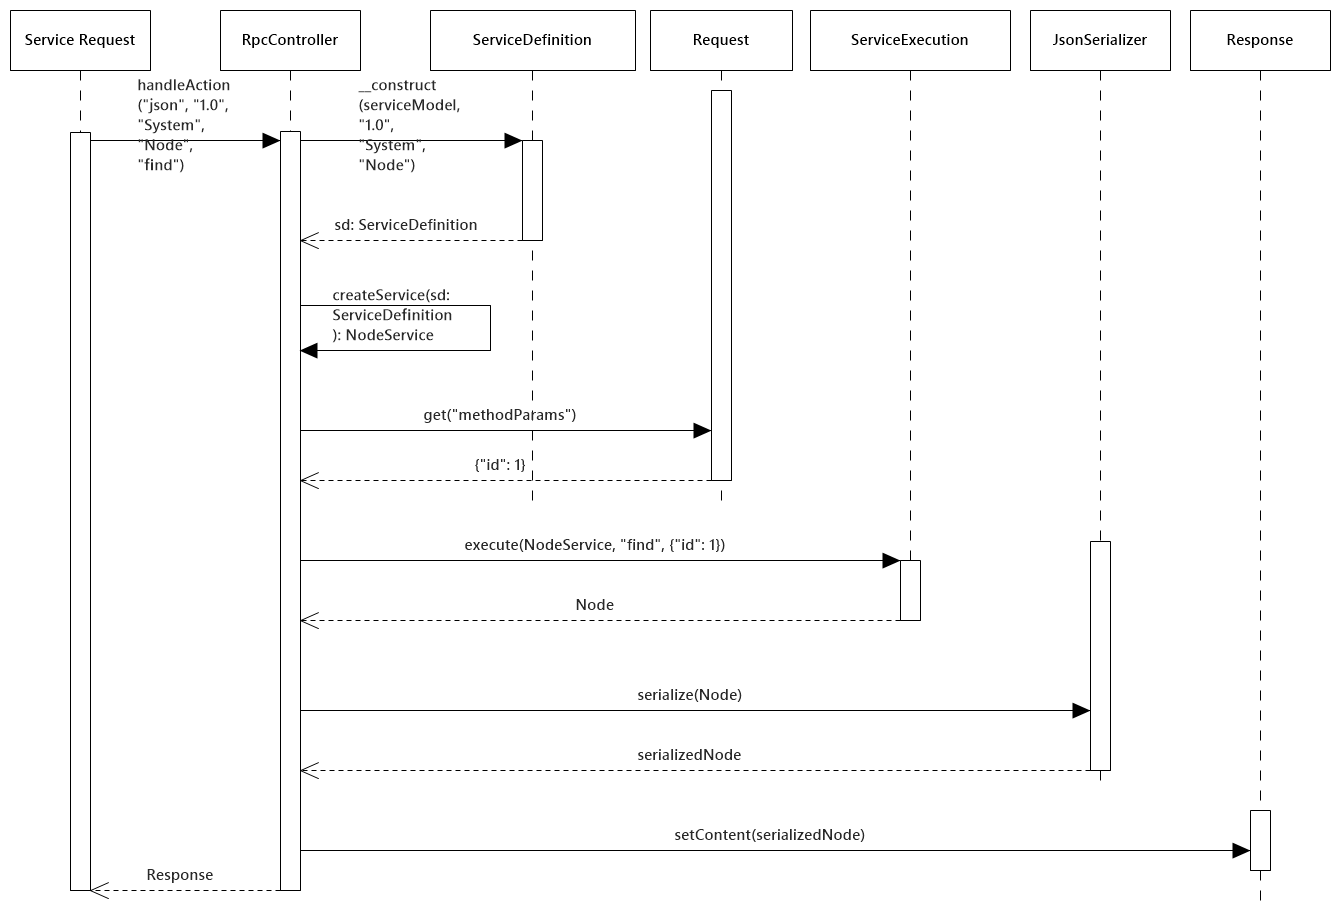 Service Request
RpcController
ServiceDefinition
Request
ServiceExecution
JsonSerializer
Response
handleAction
("json", "1.0",
"System",
"Node",
"find")
__construct
(serviceModel,
"1.0",
"System",
"Node")
sd: ServiceDefinition
createService(sd:
ServiceDefinition
): NodeService
get("methodParams")
{"id": 1}
execute(NodeService, "find", {"id": 1})
Node
serialize(Node)
serializedNode
setContent(serializedNode)
Response